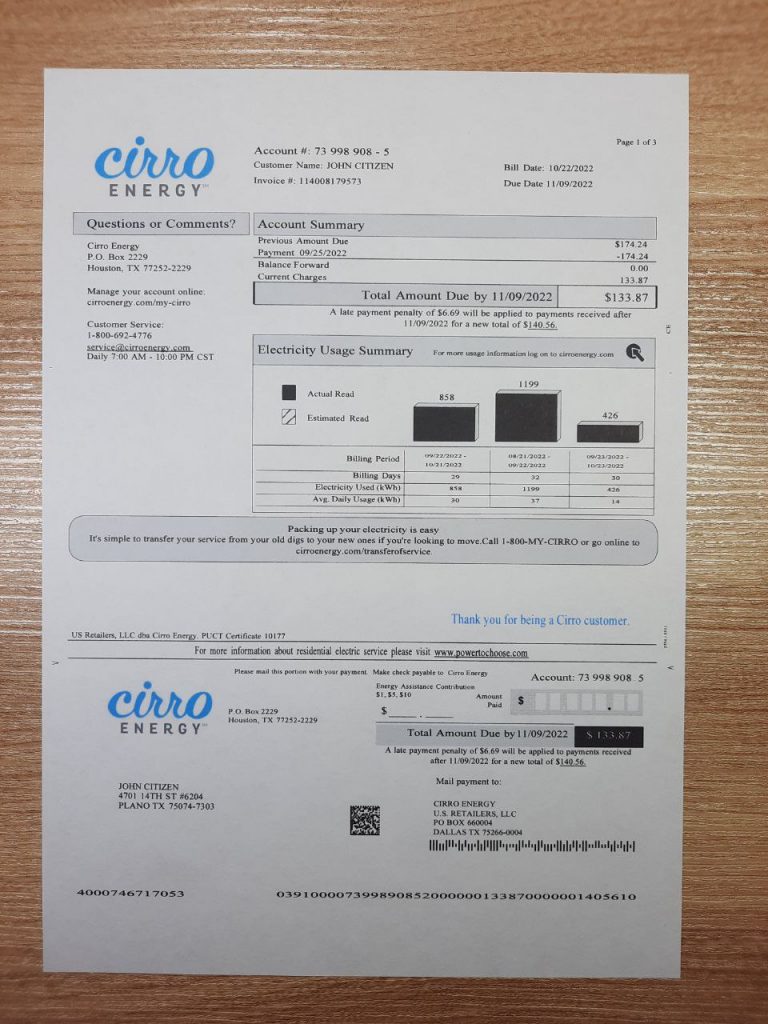 Page 1 of 3
cirro
ENERGY™
Account #: 73 998 908 - 5
Customer Name: JOHN CITIZEN
Invoice #: 114008179573
Bill Date: 10/22/2022
Due Date 11/09/2022
Questions or Comments?
Cirro Energy
P.O. Box 2229
Houston, TX 77252-2229
Manage your account online:
cirroenergy.com/my-cirro
Customer Service:
1-800-692-4776
service@cirroenergy.com
Daily 7:00 AM - 10:00 PM CST
Account Summary
Previous Amount Due $174.24
Payment 09/25/2022 -174.24
Balance Forward 0.00
Current Charges 133.87
Total Amount Due by 11/09/2022 $133.87
A late payment penalty of $6.69 will be applied to payments received after
11/09/2022 for a new total of $140.56.
CE
Electricity Usage Summary For more usage information log on to cirroenergy.com
Actual Read
Estimated Read
858 1199 426
Billing Period 09/22/2022 - 10/21/2022 08/21/2022 - 09/22/2022 09/23/2022 - 10/23/2022
Billing Days 29 32 30
Electricity Used (kWh) 858 1199 426
Avg. Daily Usage (kWh) 30 37 14
Packing up your electricity is easy
It's simple to transfer your service from your old digs to your new ones if you're looking to move.Call 1-800-MY-CIRRO or go online to
cirroenergy.com/transferofservice
Thank you for being a Cirro customer.
US Retailers, LLC dba Cirro Energy. PUCT Certificate 10177
For more information about residential electric service please visit www.powertochoose.com
Please mail this portion with your payment. Make check payable to Cirro Energy
Account: 73 998 908 5
cirro
ENERGY™
P.O. Box 2229
Houston, TX 77252-2229
Energy Assistance Contribution
$1, $5, $10
$ ____ . ____
Amount
Paid
$ .
Total Amount Due by11/09/2022 $ 133.87
A late payment penalty of $6.69 will be applied to payments received
after 11/09/2022 for a new total of $140.56.
JOHN CITIZEN
4701 14TH ST #6204
PLANO TX 75074-7303
Mail payment to:
CIRRO ENERGY
U.S. RETAILERS, LLC
PO BOX 660004
DALLAS TX 75266-0004
4000746717053
039100007399890852000000133870000001405610